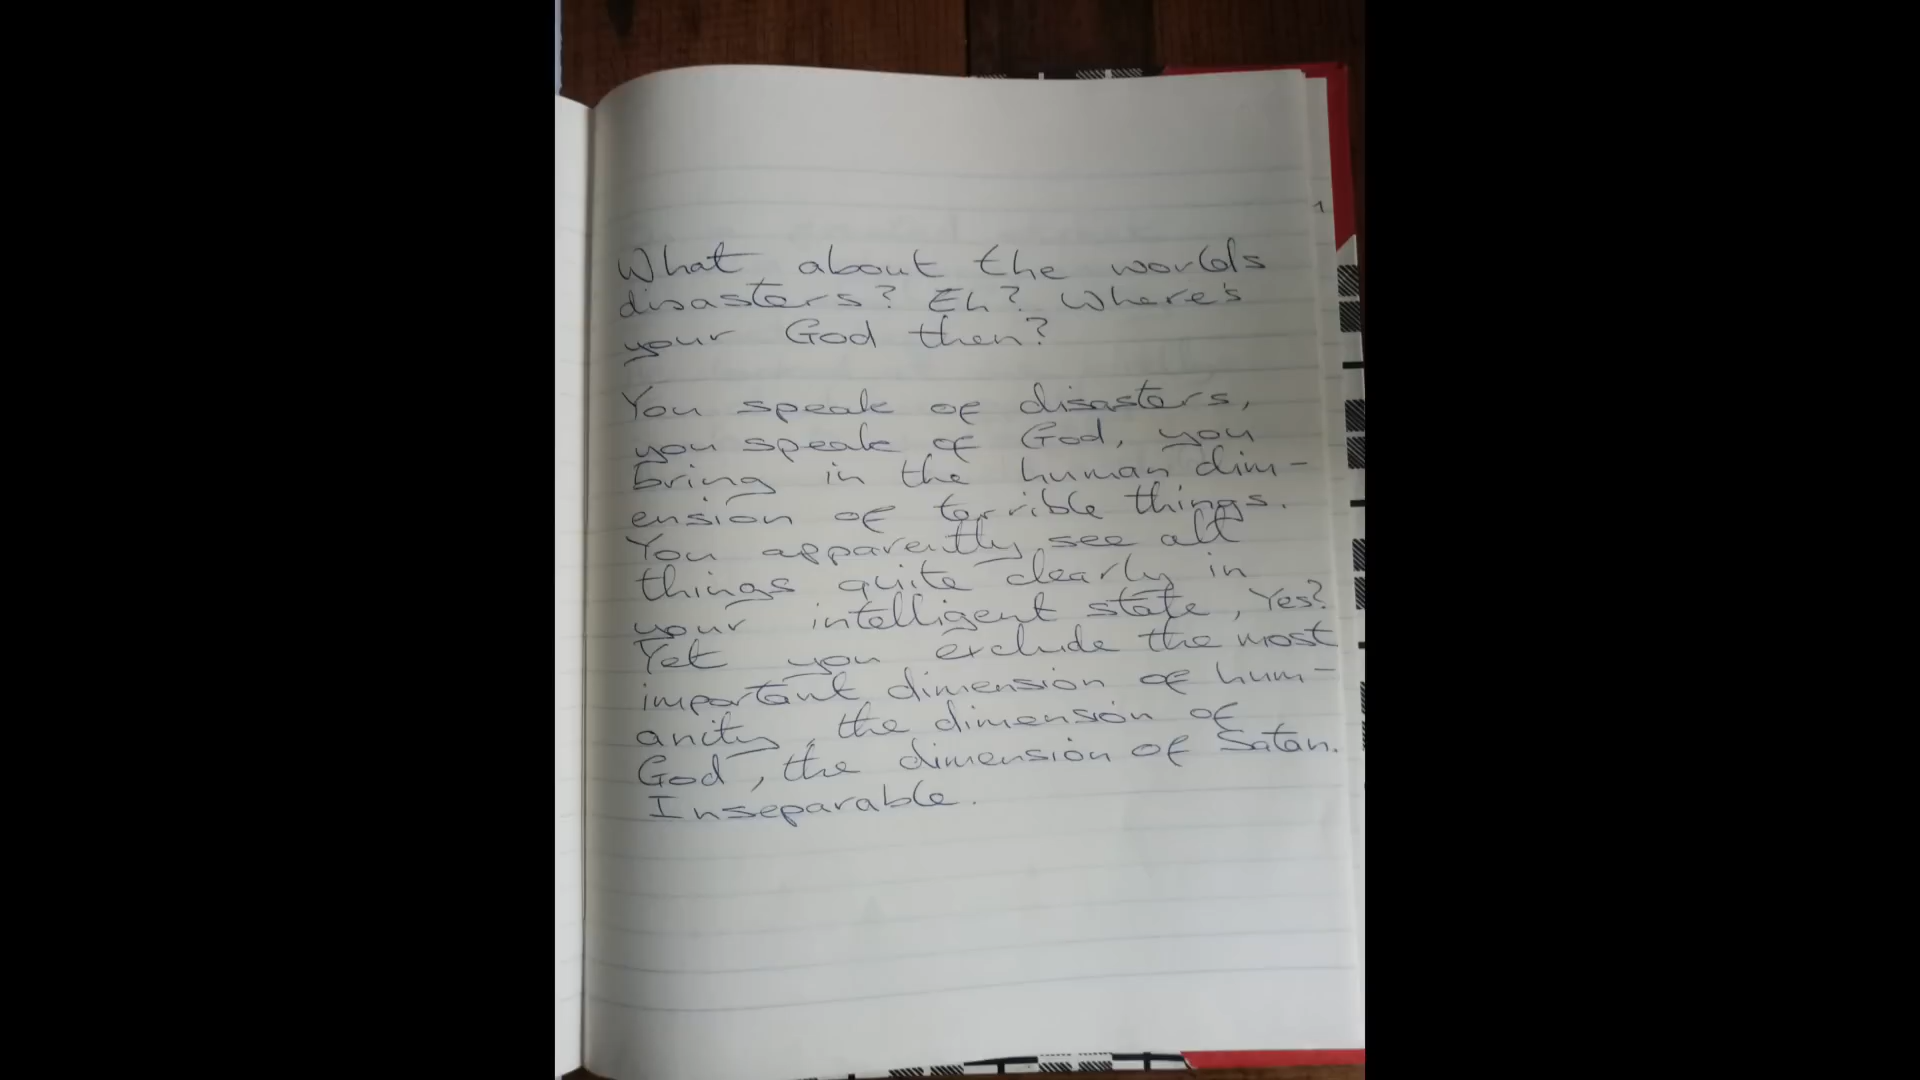 What about the worlds
disasters? Eh? Where's
your God then?
You speak of disasters,
you speak of God, you
bring in the human dim-
ension of terrible things.
You apparently see all
things quite clearly in
your intelligent state, Yes?
Yet you exclude the most
important dimension of hum-
anity, the dimension of
God, the dimension of Satan.
Inseparable.